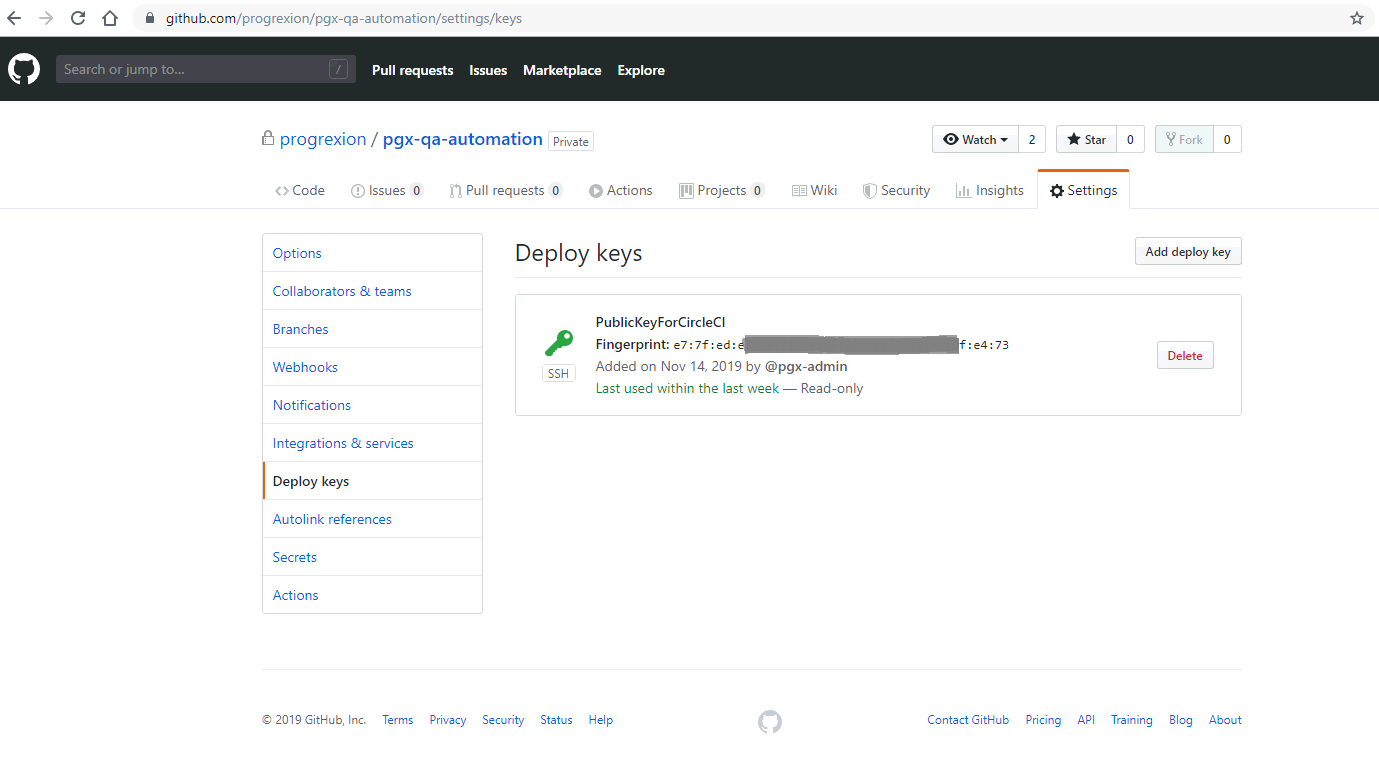 github.com/progrexion/pgx-qa-automation/settings/keys
Search or jump to... /
Pull requests Issues Marketplace Explore
progrexion / pgx-qa-automation Private
Watch 2 Star 0 Fork 0
Code Issues 0 Pull requests 0 Actions Projects 0 Wiki Security Insights Settings
Options
Collaborators & teams
Branches
Webhooks
Notifications
Integrations & services
Deploy keys
Autolink references
Secrets
Actions
Deploy keys Add deploy key
PublicKeyForCircleCI
Fingerprint: e7:7f:ed: f:e4:73
Added on Nov 14, 2019 by @pgx-admin
Last used within the last week — Read-only
SSH
Delete
© 2019 GitHub, Inc. Terms Privacy Security Status Help Contact GitHub Pricing API Training Blog About